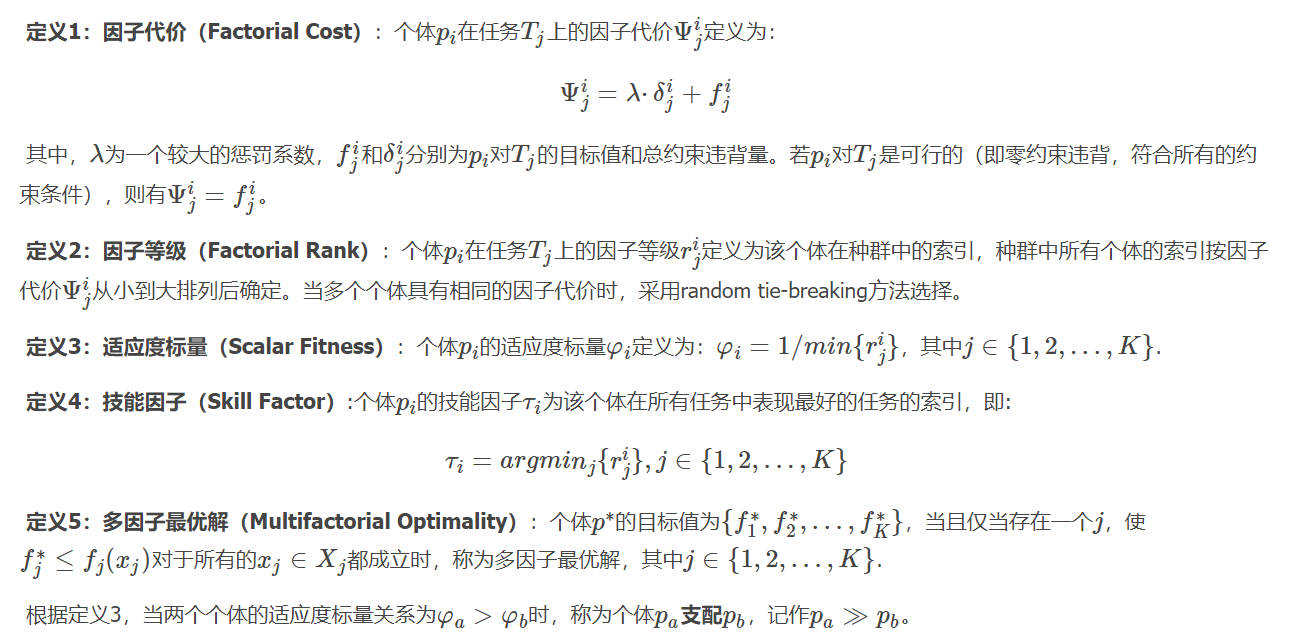 定义1：因子代价（Factorial Cost）：个体$p_i$在任务$T_j$上的因子代价$\Psi_j^i$定义为：
$\Psi_j^i = \lambda \cdot \delta_j^i + f_j^i$
其中，$\lambda$为一个较大的惩罚系数，$f_j^i$和$\delta_j^i$分别为$p_i$对$T_j$的目标值和总约束违背量。若$p_i$对$T_j$是可行的（即零约束违背，符合所有的约
束条件），则有$\Psi_j^i = f_j^i$。
定义2：因子等级（Factorial Rank）：个体$p_i$在任务$T_j$上的因子等级$r_j^i$定义为该个体在种群中的索引，种群中所有个体的索引按因子
代价$\Psi_j^i$从小到大排列后确定。当多个个体具有相同的因子代价时，采用random tie-breaking方法选择。
定义3：适应度标量（Scalar Fitness）：个体$p_i$的适应度标量$\varphi_i$定义为：$\varphi_i = 1/min\{r_j^i\}$，其中$j \in \{1, 2, \ldots, K\}$.
定义4：技能因子（Skill Factor）:个体$p_i$的技能因子$\tau_i$为该个体在所有任务中表现最好的任务的索引，即:
$\tau_i = argmin_j\{r_j^i\}, j \in \{1, 2, \ldots, K\}$
定义5：多因子最优解（Multifactorial Optimality）：个体$p$*的目标值为$\{f_1^*, f_2^*, \ldots, f_K^*\}$，当且仅当存在一个$j$，使
$f_j^* \leq f_j(x_j)$对于所有的$x_j \in X_j$都成立时，称为多因子最优解，其中$j \in \{1, 2, \ldots, K\}$.
根据定义3，当两个个体的适应度标量关系为$\varphi_a > \varphi_b$时，称为个体$p_a$支配$p_b$，记作$p_a \gg p_b$。